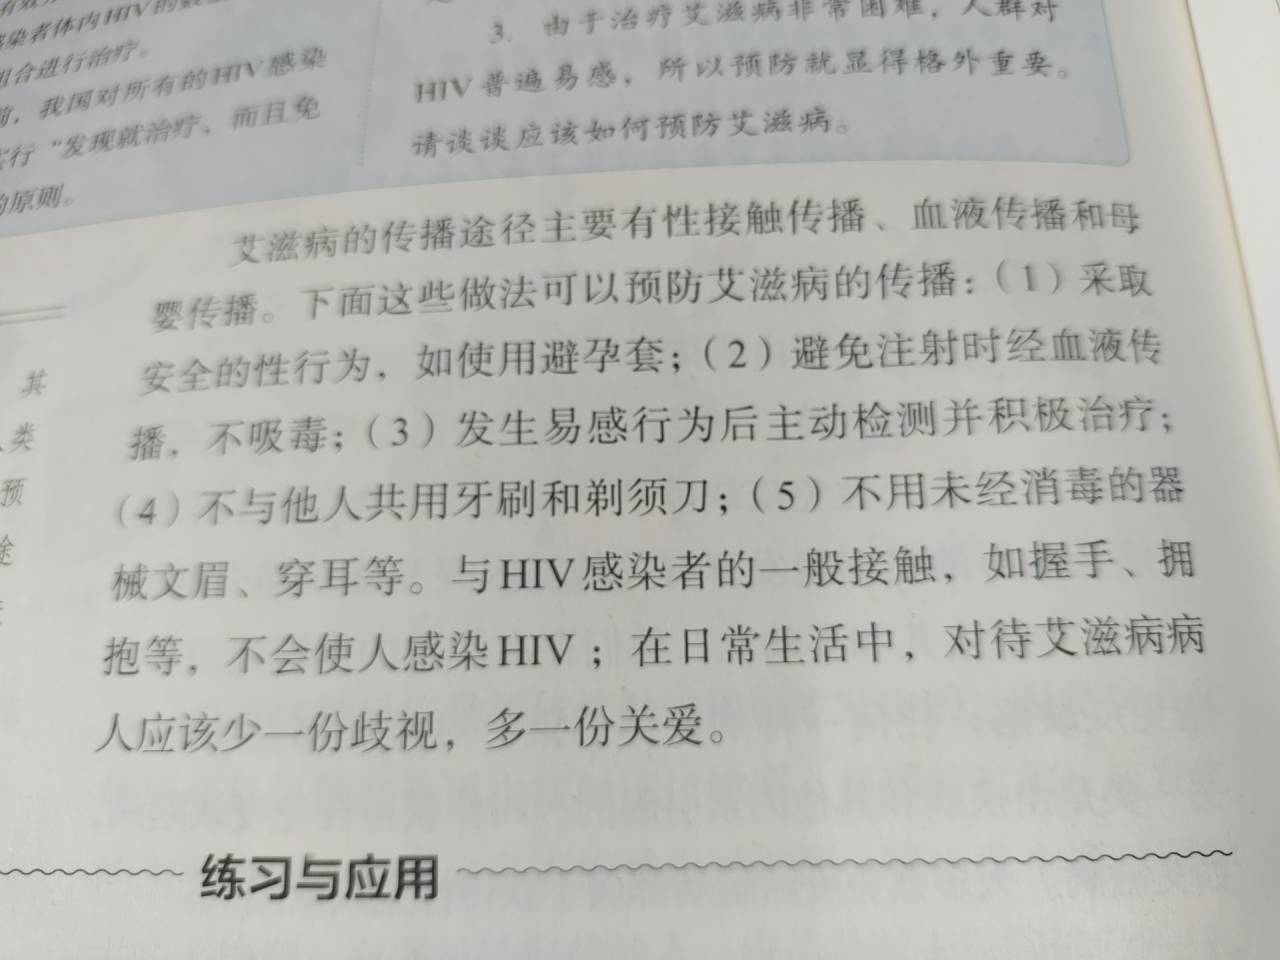 染者体内HIV的数量
组合进行治疗。
前，我国对所有的HIV感染
实行“发现就治疗、而且免
的原则。
3. 由于治疗艾滋病非常困难，人群对
HIV普遍易感，所以预防就显得格外重要。
请谈谈应该如何预防艾滋病。
其
人类
预
途
艾滋病的传播途径主要有性接触传播、血液传播和母
婴传播。下面这些做法可以预防艾滋病的传播：（1）采取
安全的性行为，如使用避孕套；（2）避免注射时经血液传
播，不吸毒；（3）发生易感行为后主动检测并积极治疗；
（4）不与他人共用牙刷和剃须刀；（5）不用未经消毒的器
械文眉、穿耳等。与HIV感染者的一般接触，如握手、拥
抱等，不会使人感染HIV；在日常生活中，对待艾滋病病
人应该少一份歧视，多一份关爱。
练习与应用